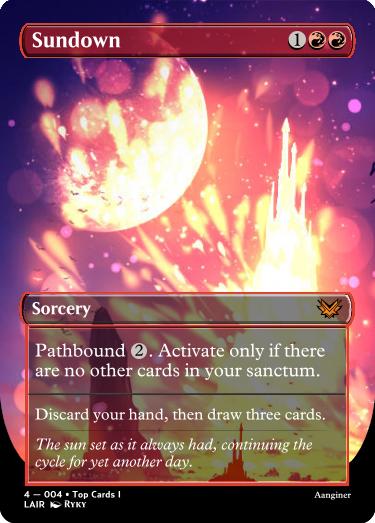 Sundown 1
Sorcery
Pathbound 2. Activate only if there
are no other cards in your sanctum.
Discard your hand, then draw three cards.
The sun set as it always had, continuing the
cycle for yet another day.
4 — 004 • Top Cards I
LAIR Ryky
Aanginer